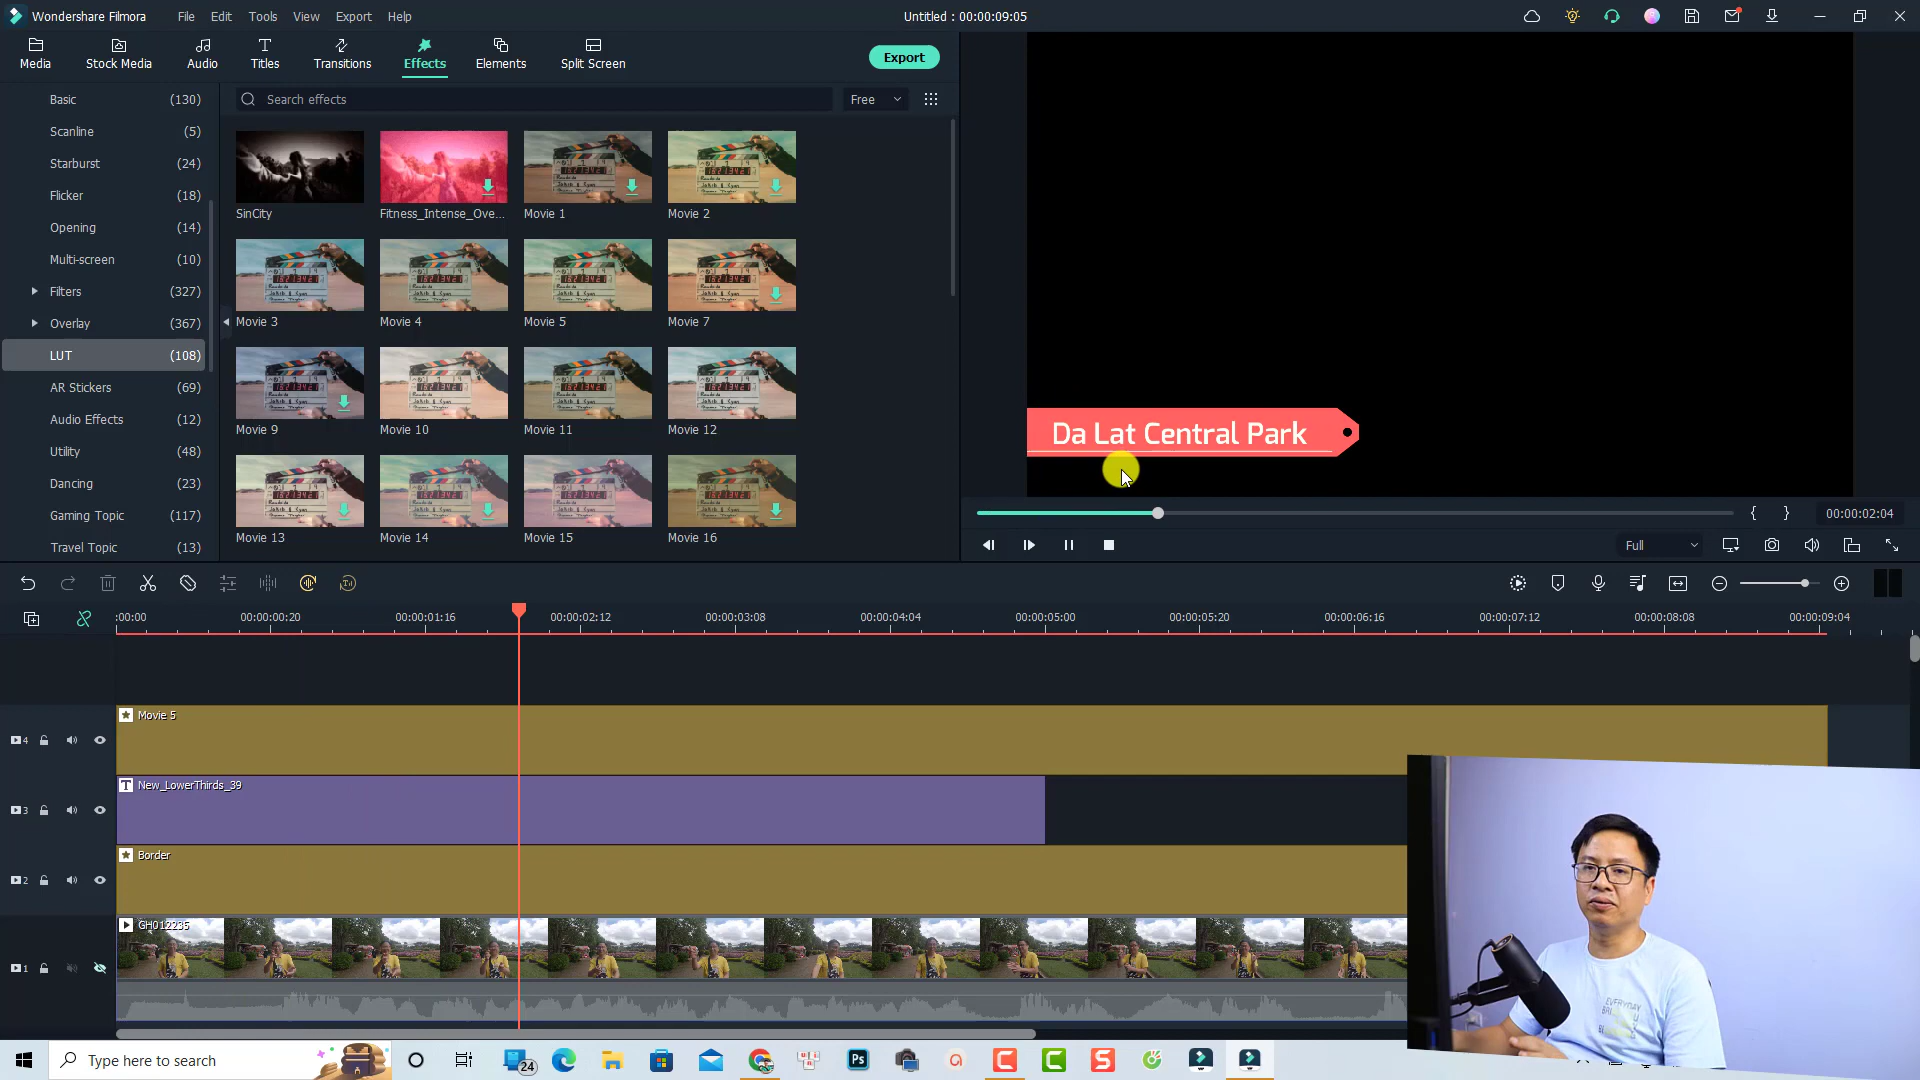 Wondershare Filmora
File Edit Tools View Export Help
Untitled : 00:00:09:05
Media Stock Media Audio Titles Transitions Effects Elements Split Screen
Export
Basic (130)
Scanline (5)
Starburst (24)
Flicker (18)
Opening (14)
Multi-screen (10)
Filters (327)
Overlay (367)
LUT (108)
AR Stickers (69)
Audio Effects (12)
Utility (48)
Dancing (23)
Gaming Topic (117)
Travel Topic (13)
Search effects
Free
SinCity Fitness_Intense_Ove... Movie 1 Movie 2
Movie 3 Movie 4 Movie 5 Movie 7
Movie 9 Movie 10 Movie 11 Movie 12
Movie 13 Movie 14 Movie 15 Movie 16
Da Lat Central Park
{ } 00:00:02:04
Full
:00:00 00:00:00:20 00:00:01:16 00:00:02:12 00:00:03:08 00:00:04:04 00:00:05:00 00:00:05:20 00:00:06:16 00:00:07:12 00:00:08:08 00:00:09:04
Movie 5
4
New_LowerThirds_39
3
Border
2
GH012235
1
EVERYDAY
Type here to search
24
Ps